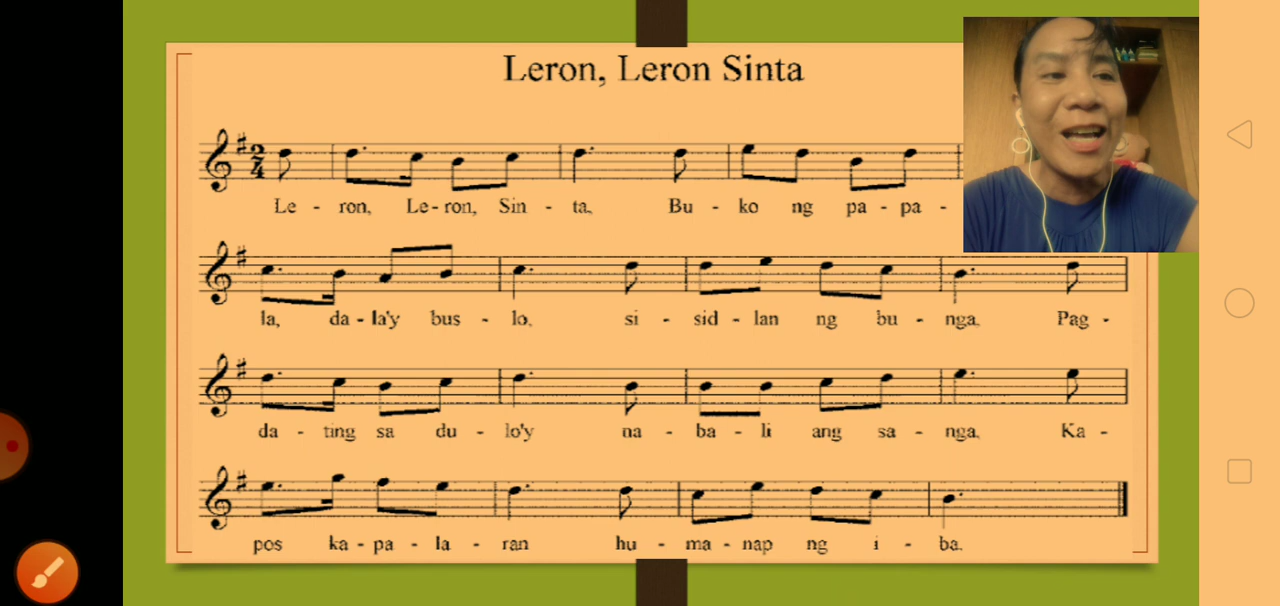 Leron, Leron Sinta
2
4
Le - ron, Le - ron, Sin - ta, Bu - ko ng pa - pa -
la, da - la'y bus - lo, si - sid - lan ng bu - nga, Pag -
da - ting sa du - lo'y na - ba - li ang sa - nga, Ka -
pos ka - pa - la - ran hu - ma - nap ng i - ba.